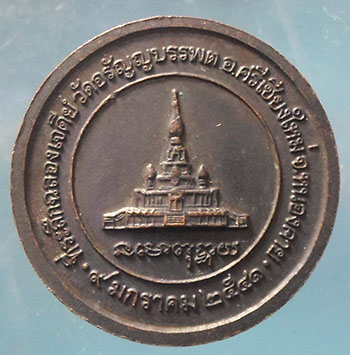 ที่ระลึกฉลองเจดีย์ วัดอรัญญบรรพต อ.ศรีเชียงใหม่ จ.หนองคาย
๙ มกราคม ๒๕๔๑